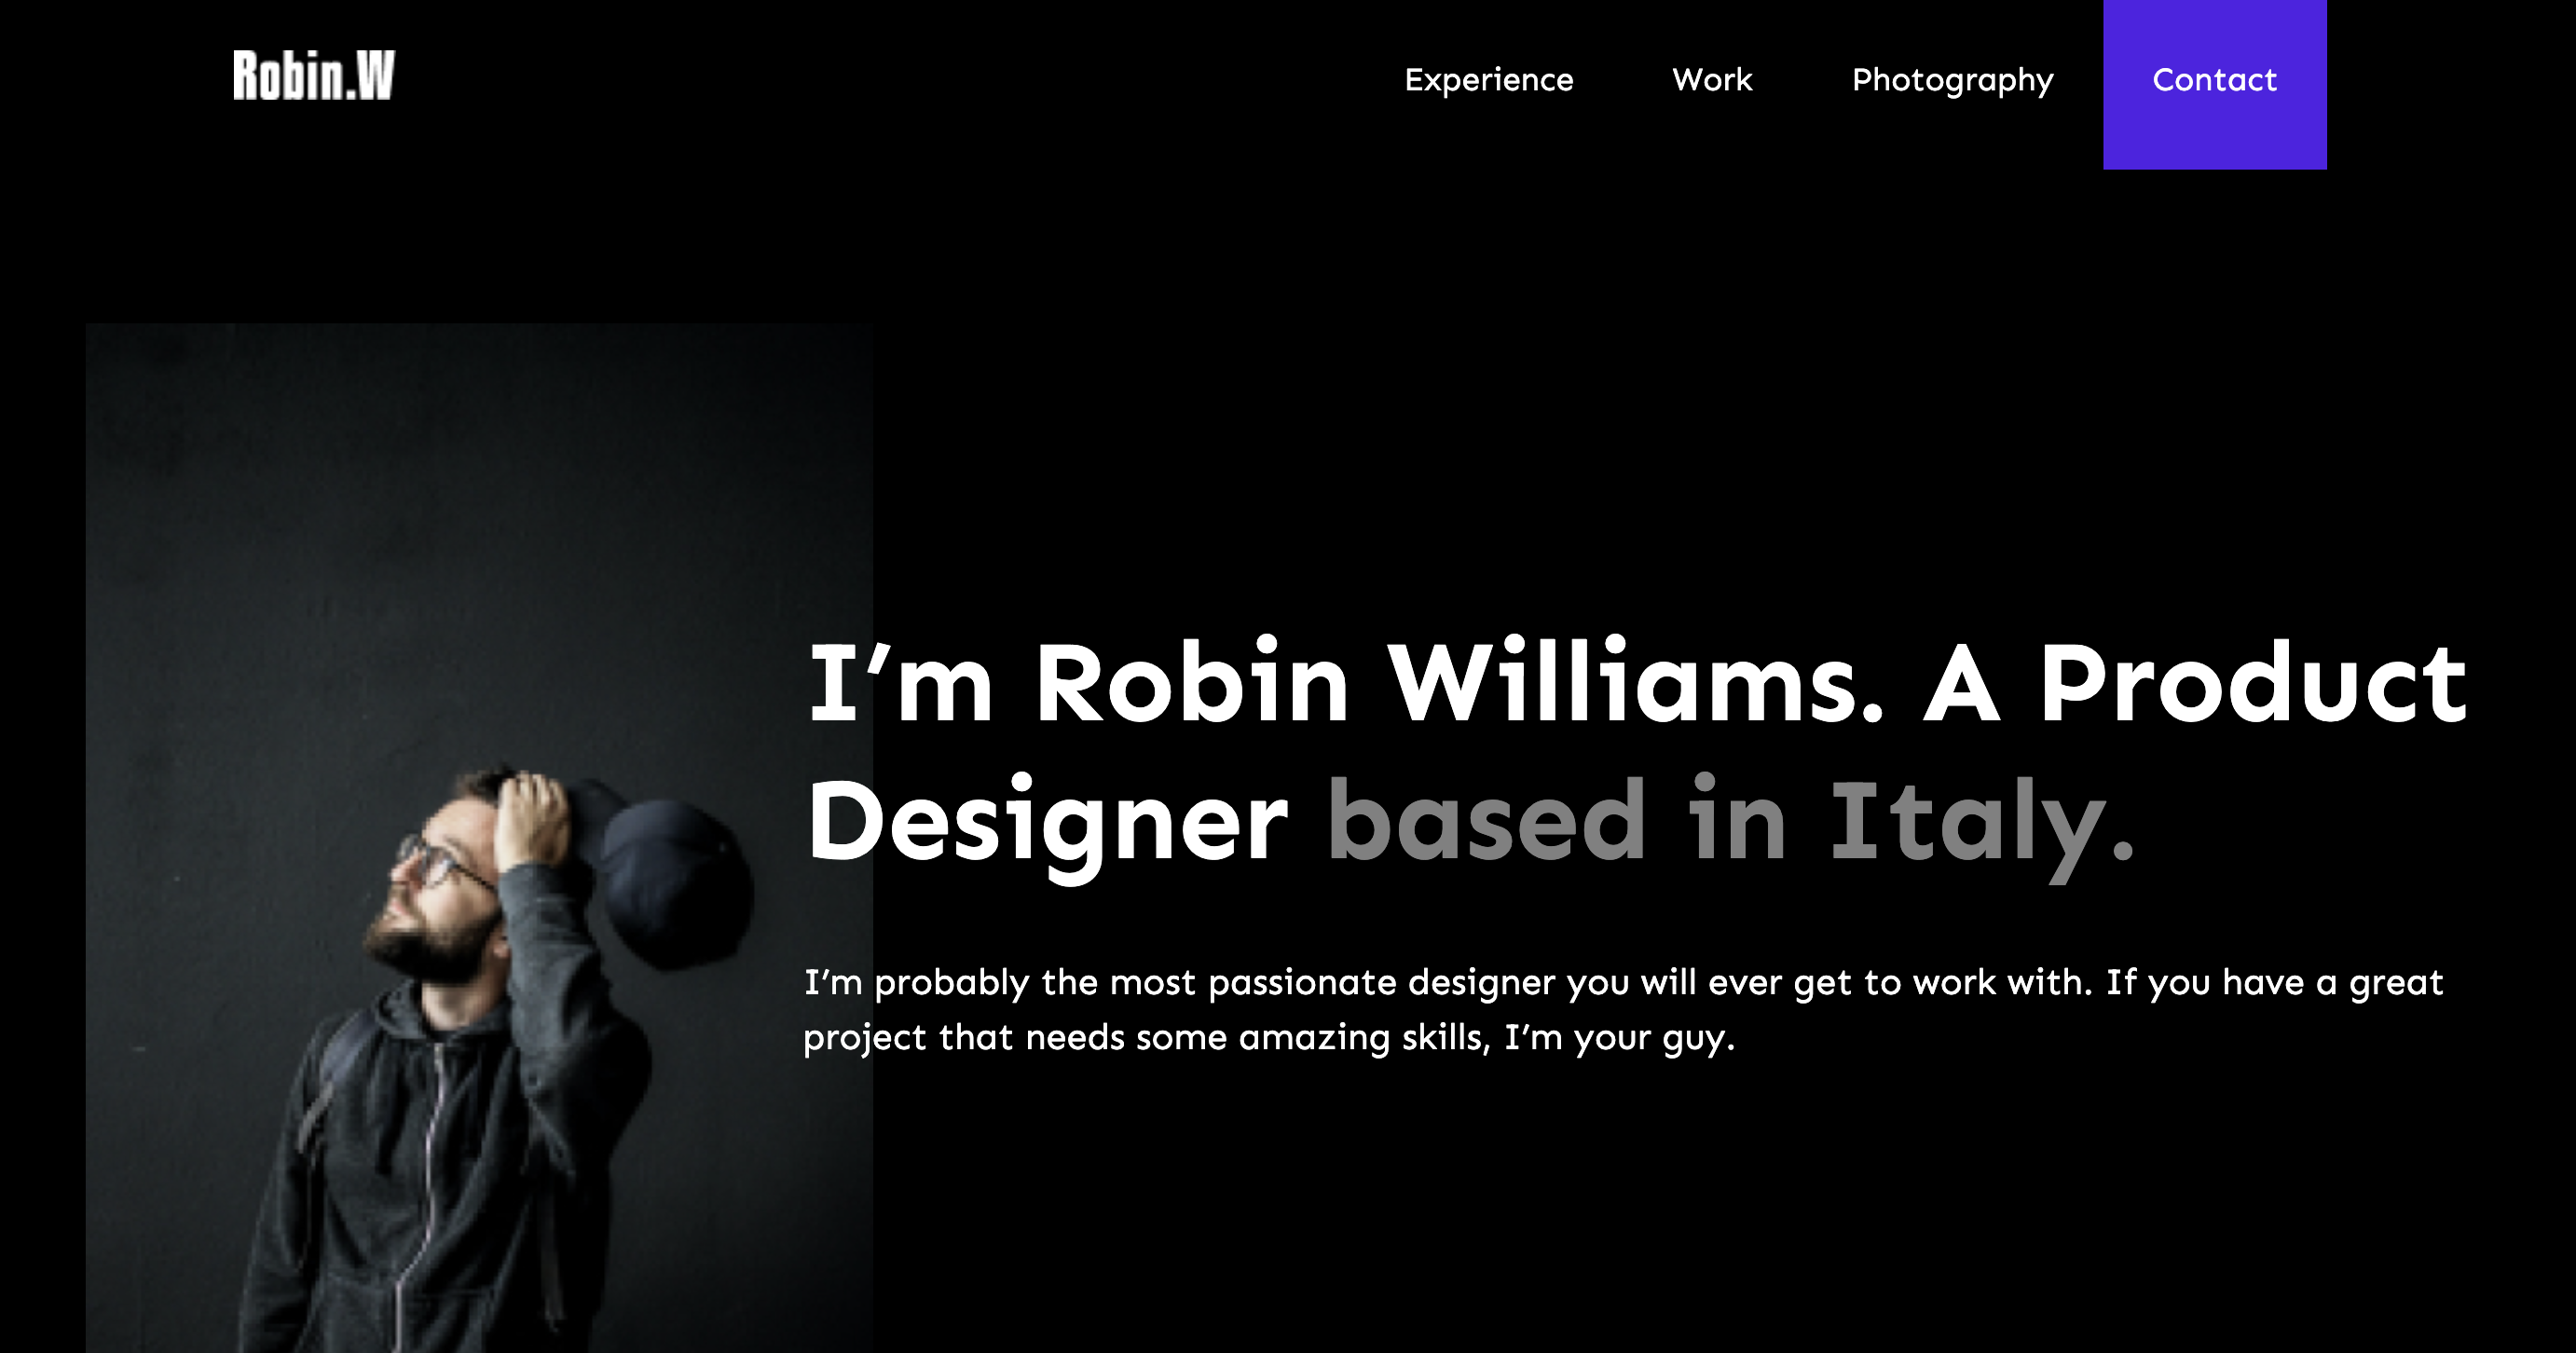 Robin.W
Experience
Work
Photography
Contact
I’m Robin Williams. A Product
Designer based in Italy.
I’m probably the most passionate designer you will ever get to work with. If you have a great
project that needs some amazing skills, I’m your guy.